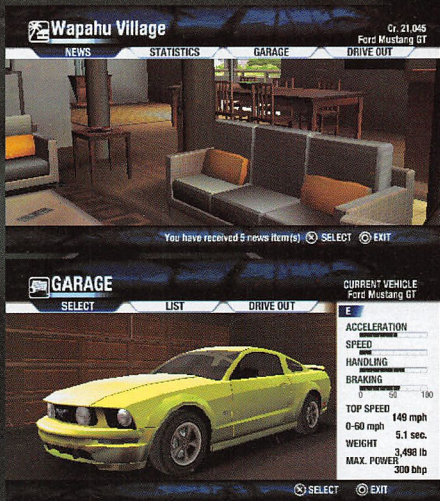 Wapahu Village
Cr. 21,045
Ford Mustang GT
NEWS STATISTICS GARAGE DRIVE OUT
You have received 5 news item(s) SELECT EXIT
GARAGE
CURRENT VEHICLE
Ford Mustang GT
SELECT LIST DRIVE OUT
E
ACCELERATION
SPEED
HANDLING
BRAKING
0 50 100
TOP SPEED
149 mph
0-60 mph
5.1 sec.
WEIGHT
3,498 lb
MAX. POWER
300 bhp
SELECT EXIT